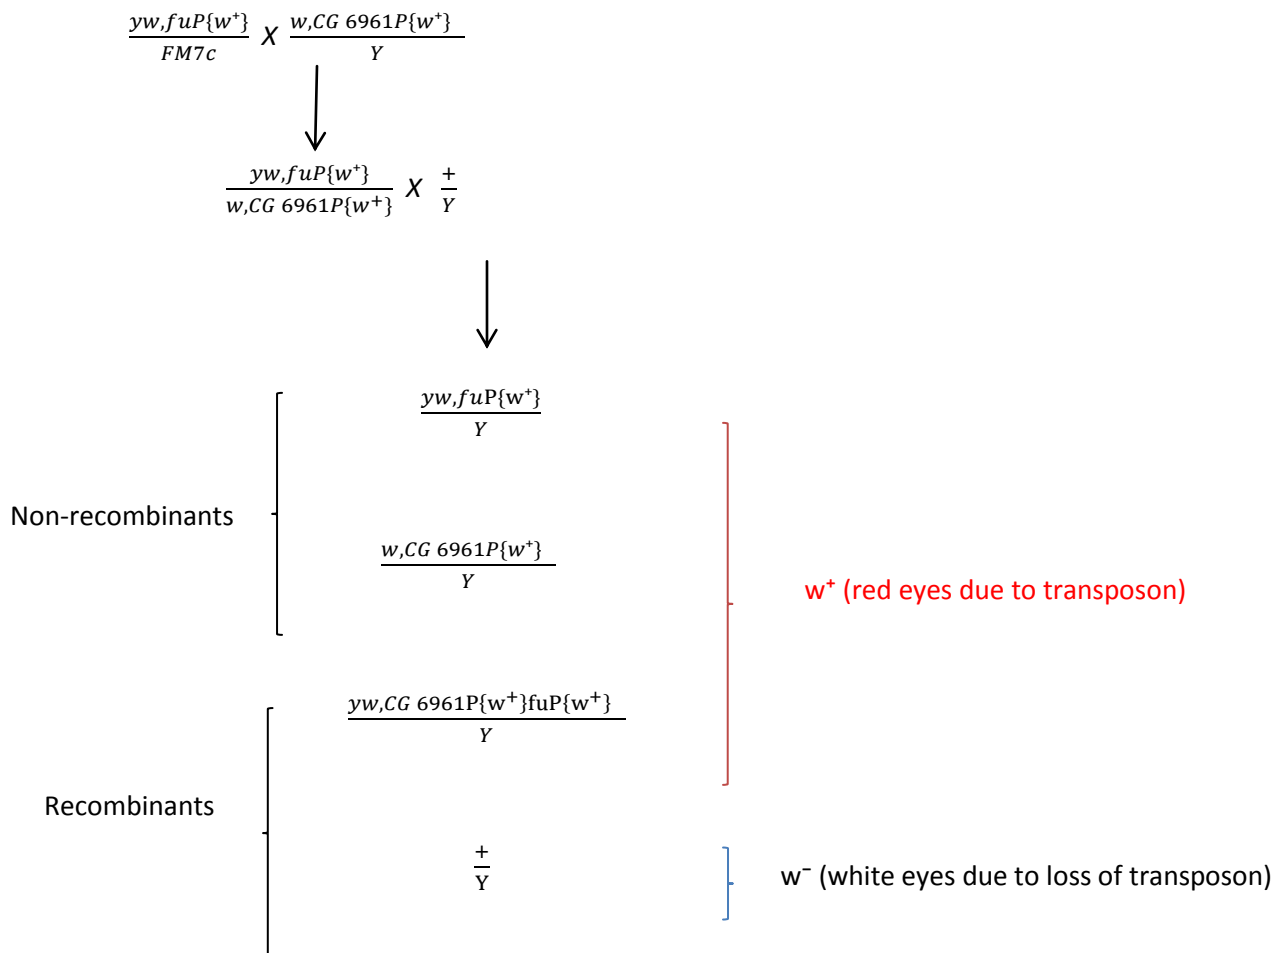 yw,fuP{w⁺} X w,CG 6961P{w⁺}
FM7c Y
yw,fuP{w⁺} X +
w,CG 6961P{w+} Y
yw,fuP{w⁺}
Y
Non-recombinants
w,CG 6961P{w⁺}
Y
w⁺ (red eyes due to transposon)
yw,CG 6961P{w+}fuP{w+}
Y
Recombinants
+
Y
w⁻ (white eyes due to loss of transposon)